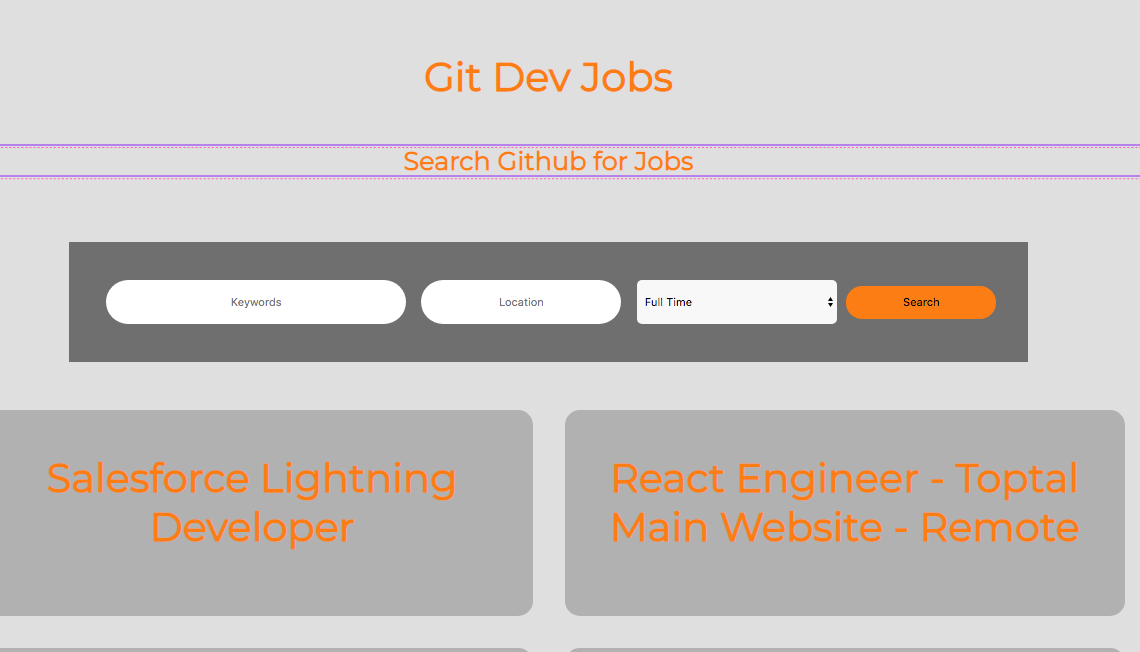 Git Dev Jobs
Search Github for Jobs
Keywords
Location
Full Time
Search
Salesforce Lightning
Developer
React Engineer - Toptal
Main Website - Remote